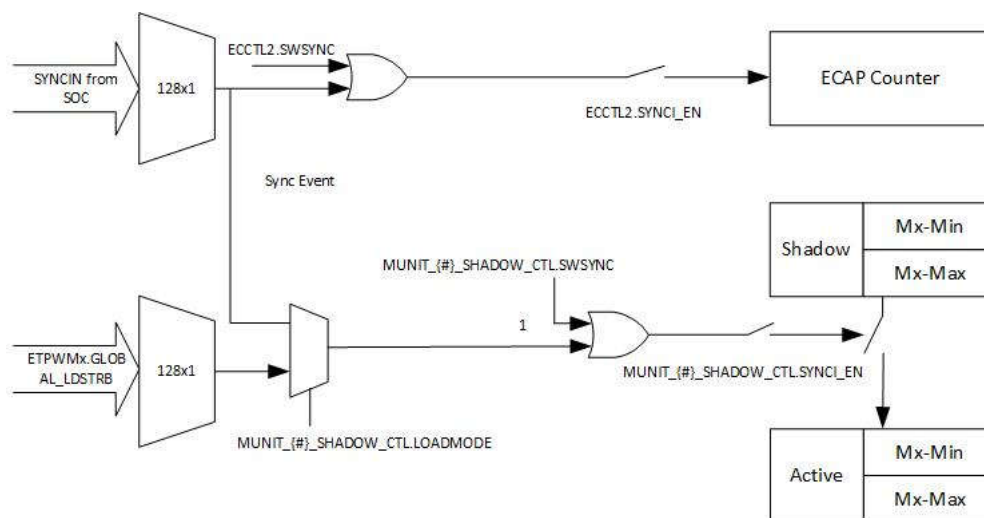 ECCTL2.SWSYNC
SYNCIN from
SOC
128x1
ECAP Counter
ECCTL2.SYNCI_EN
Sync Event
Shadow
Mx-Min
Mx-Max
MUNIT_{#}_SHADOW_CTL.SWSYNC
1
ETPWMx.GLOB
AL_LDSTRB
128x1
MUNIT_{#}_SHADOW_CTL.SYNCI_EN
MUNIT_{#}_SHADOW_CTL.LOADMODE
Active
Mx-Min
Mx-Max